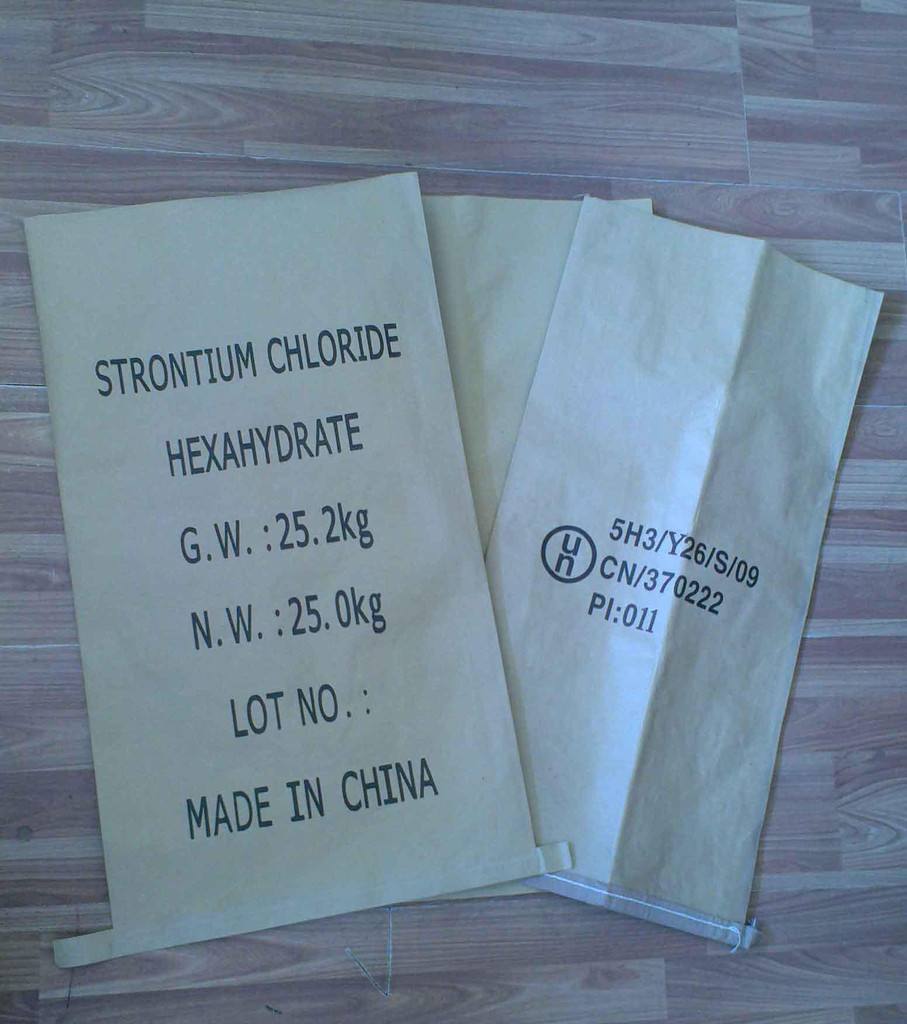 STRONTIUM CHLORIDE
HEXAHYDRATE
G.W.:25.2kg
N.W.:25.0kg
LOT NO.:
MADE IN CHINA
un 5H3/Y26/S/09
CN/370222
PI:011